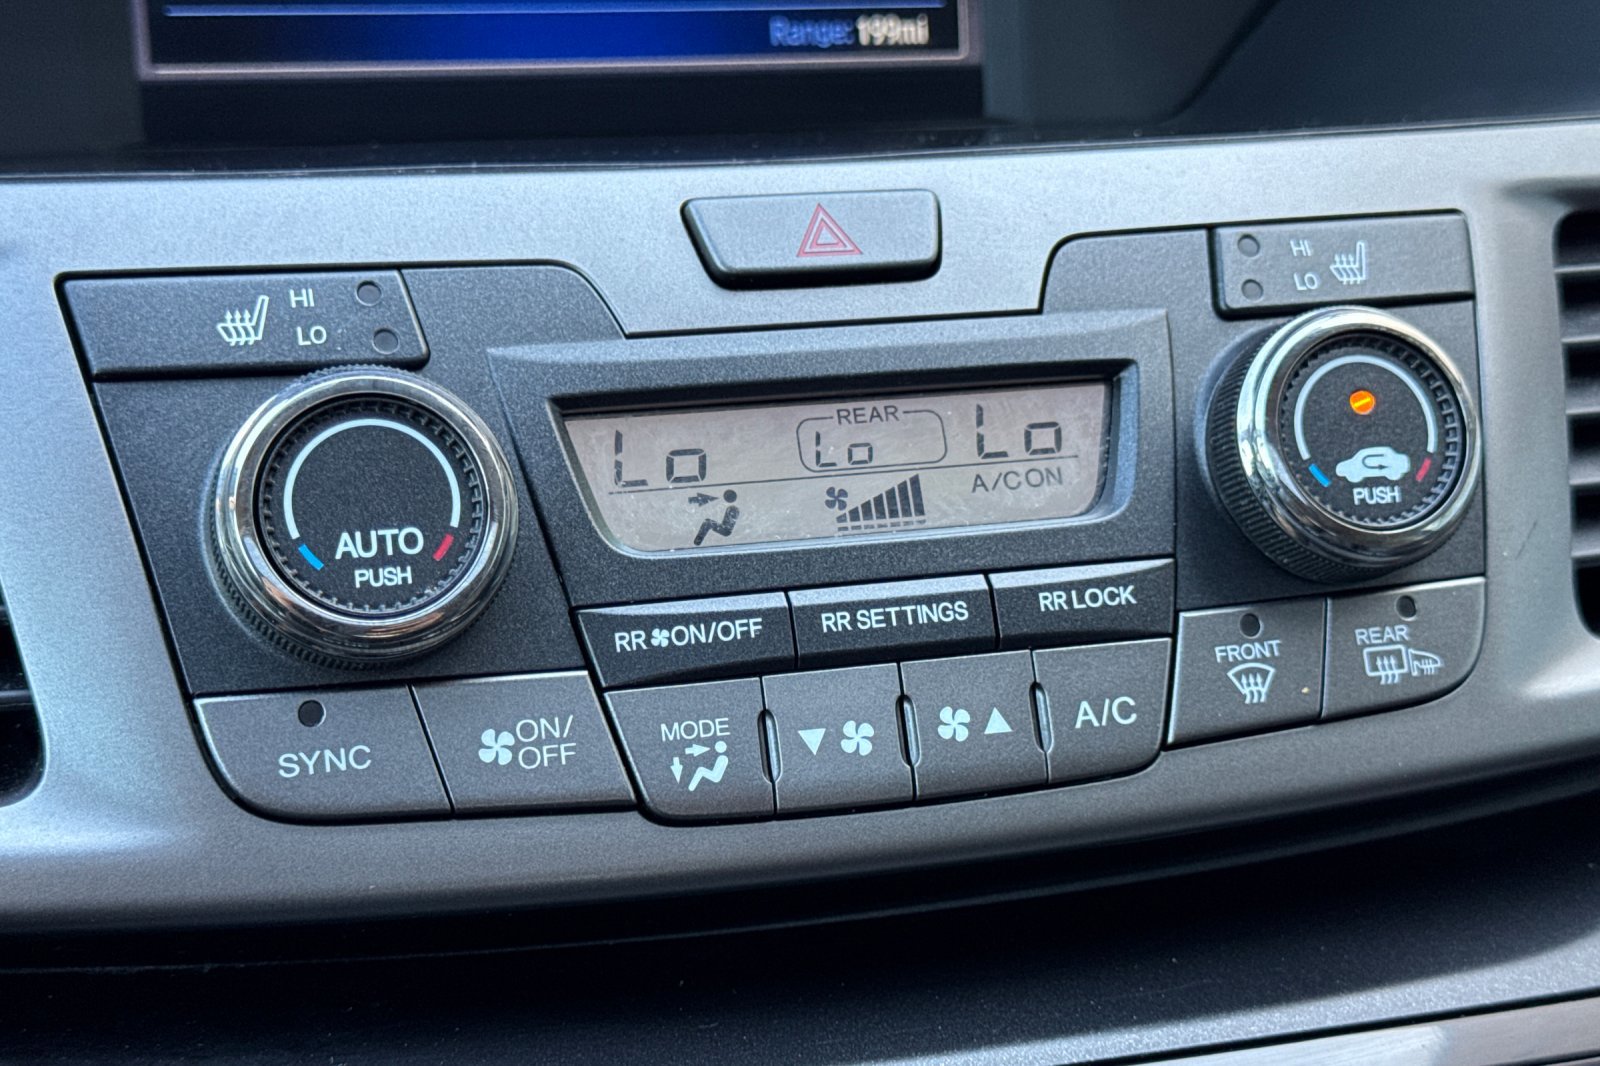 Range: 199mi
HI
LO
HI
LO
REAR
Lo
Lo
Lo
A/C ON
AUTO
PUSH
PUSH
RR ON/OFF
RR SETTINGS
RR LOCK
FRONT
REAR
SYNC
ON/
OFF
MODE
A/C